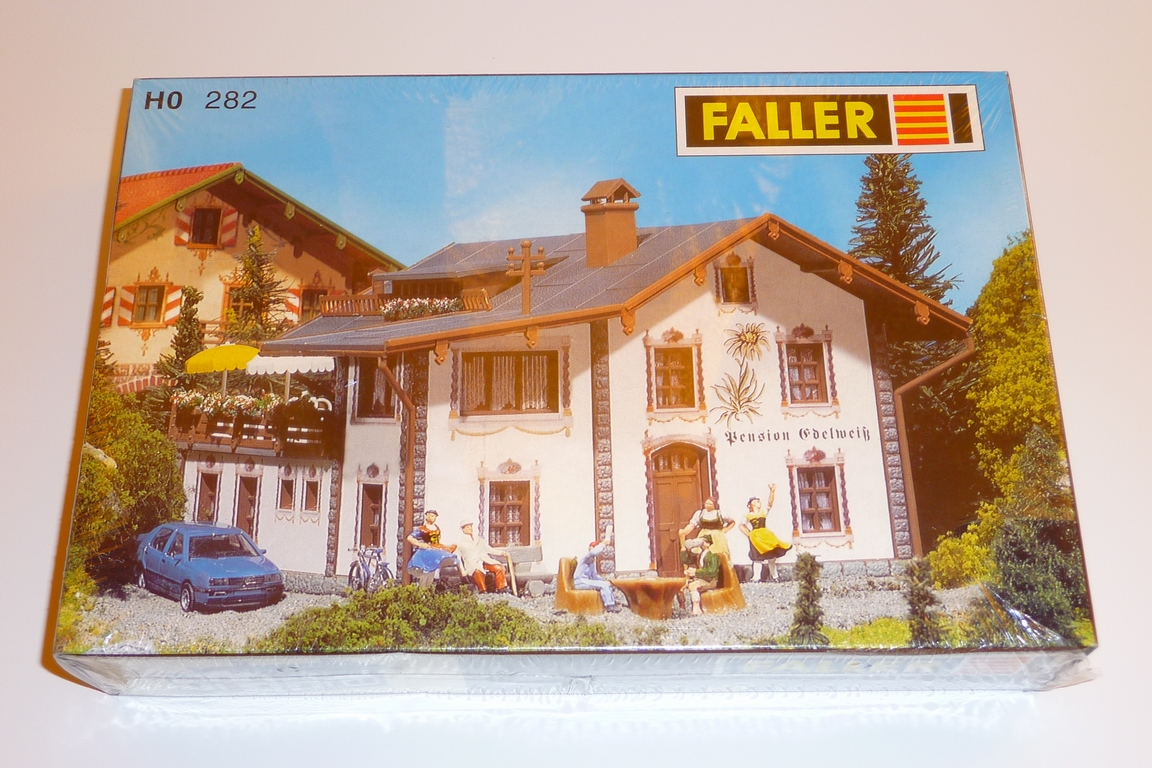 H0 282
FALLER
Pension Edelweiß